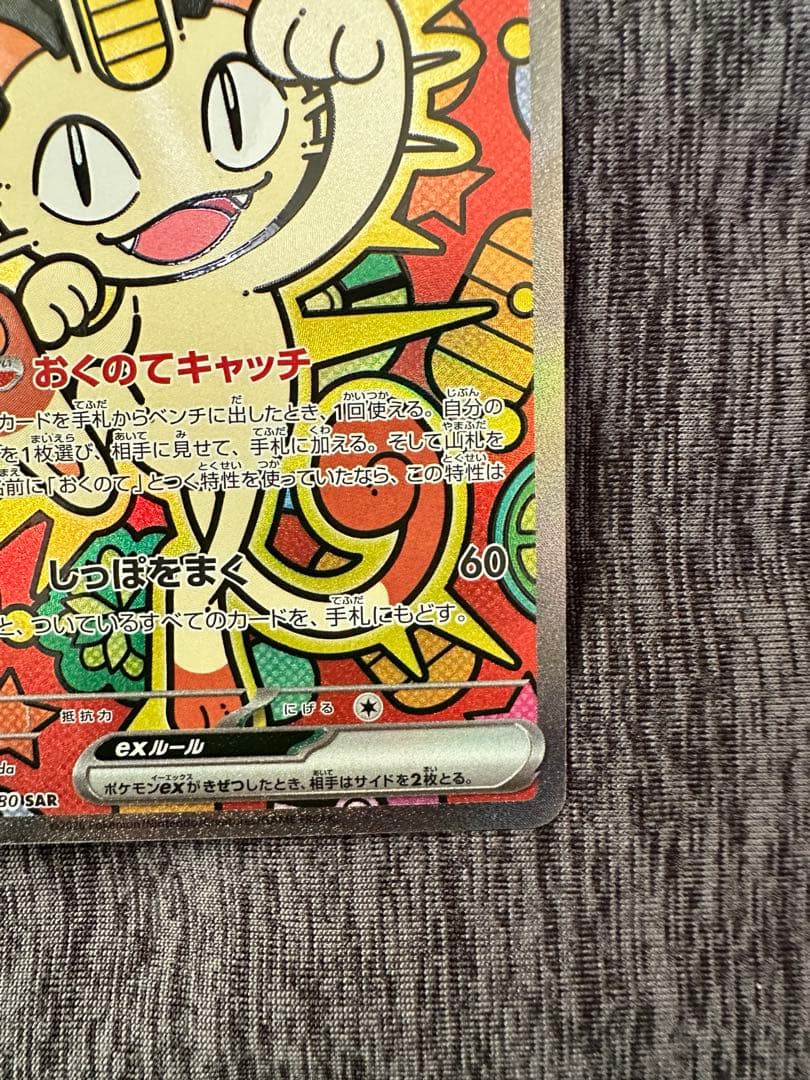 おくのてキャッチ
カードを手札からベンチに出したとき、1回使える。自分の
を1枚選び、相手に見せて、手札に加える。そして山札を
名前に「おくのて」とつく特性を使っていたなら、この特性は
しっぽをまく 60
と、ついているすべてのカードを、手札にもどす。
抵抗力 にげる
exルール
da
ポケモンexがきぜつしたとき、相手はサイドを2枚とる。
80 SAR